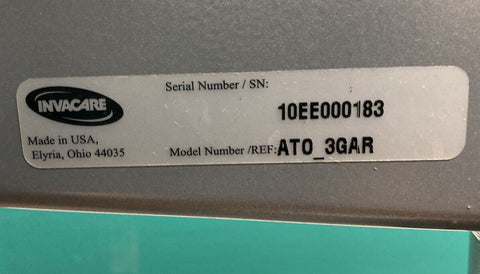 Serial Number / SN:
INVACARE
10EE000183
Made in USA,
Elyria, Ohio 44035
Model Number /REF: ATO_3GAR